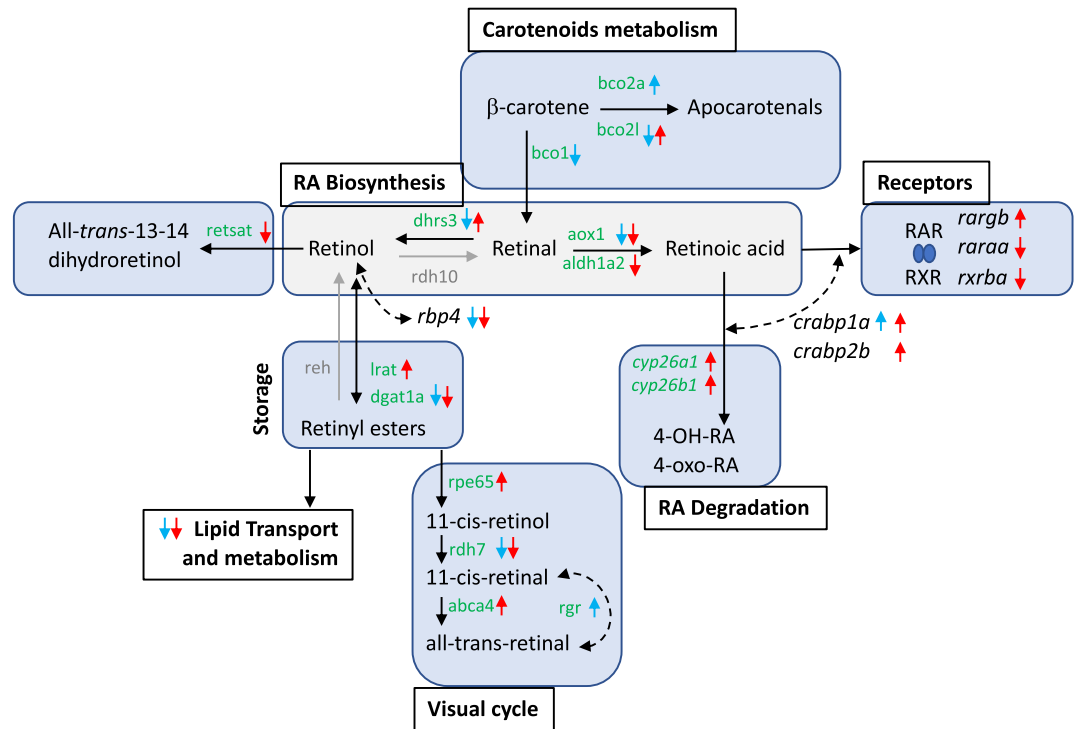 Carotenoids metabolism
bco2a
β-carotene
Apocarotenals
bco2l
bco1
RA Biosynthesis
Receptors
All-trans-13-14
dihydroretinol
retsat
dhrs3
Retinol
rdh10
Retinal
aox1
aldh1a2
Retinoic acid
RAR
RXR
rargb
raraa
rxrba
rbp4
crabp1a
crabp2b
Storage
reh
lrat
dgat1a
Retinyl esters
cyp26a1
cyp26b1
4-OH-RA
4-oxo-RA
RA Degradation
Lipid Transport
and metabolism
rpe65
11-cis-retinol
rdh7
11-cis-retinal
abca4
rgr
all-trans-retinal
Visual cycle